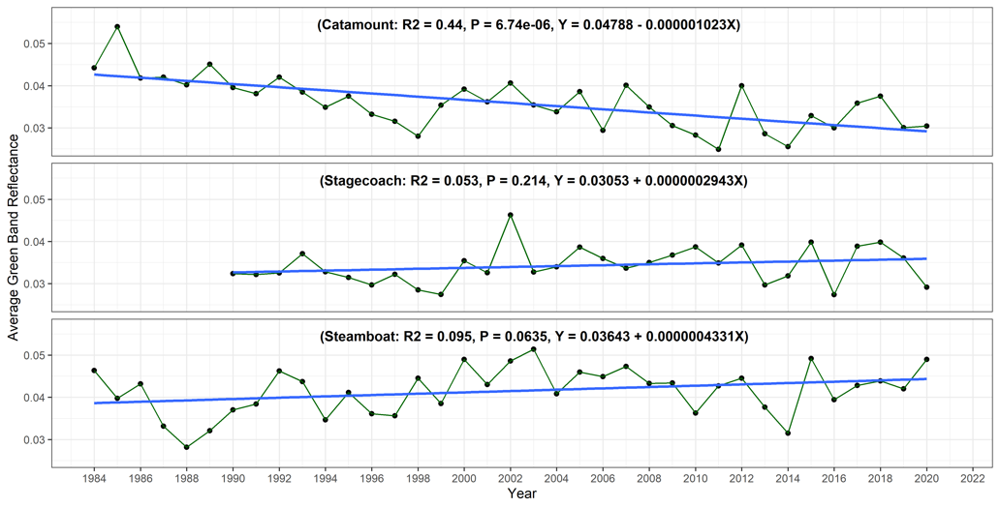 (Catamount: R2 = 0.44, P = 6.74e-06, Y = 0.04788 - 0.000001023X)
0.05
0.04
0.03
(Stagecoach: R2 = 0.053, P = 0.214, Y = 0.03053 + 0.0000002943X)
0.05
0.04
0.03
(Steamboat: R2 = 0.095, P = 0.0635, Y = 0.03643 + 0.0000004331X)
0.05
0.04
0.03
Average Green Band Reflectance
1984 1986 1988 1990 1992 1994 1996 1998 2000 2002 2004 2006 2008 2010 2012 2014 2016 2018 2020 2022
Year